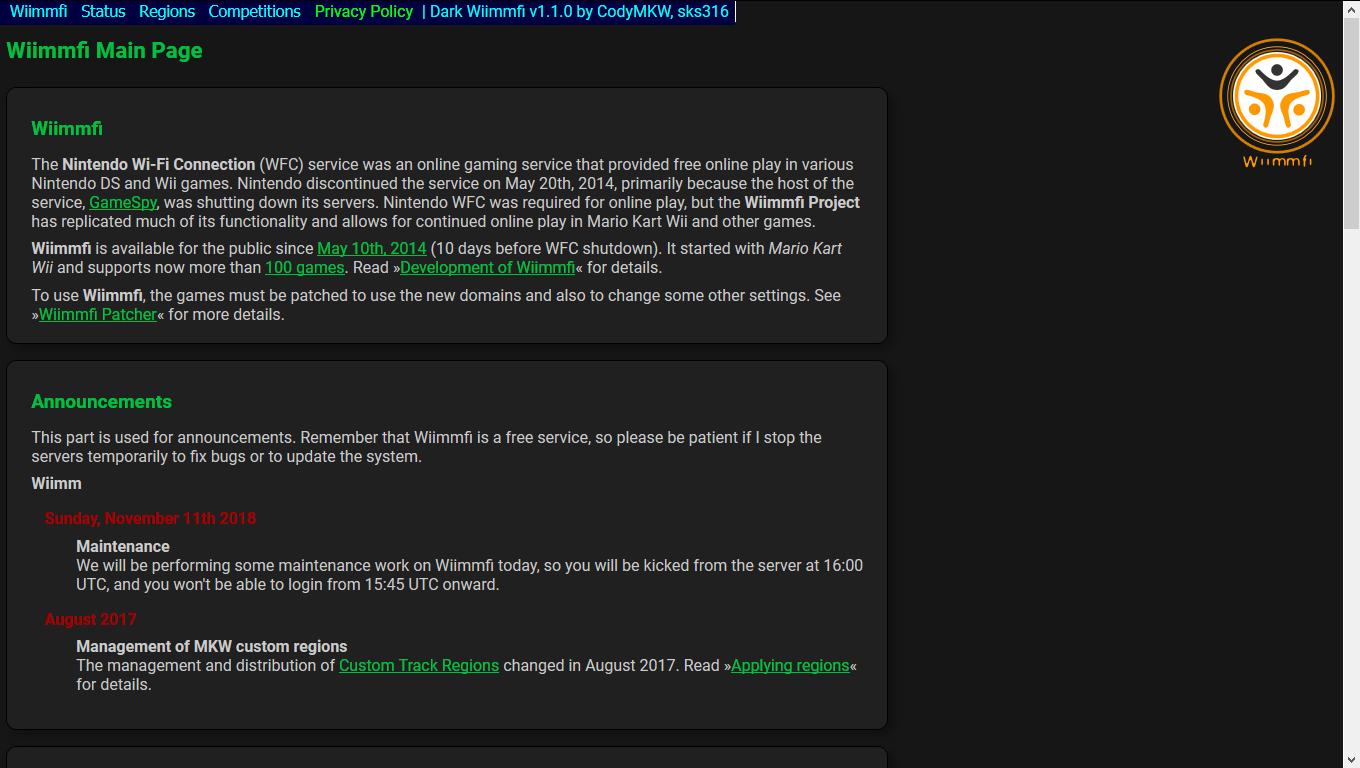 Wiimmfi Status Regions Competitions Privacy Policy | Dark Wiimmfi v1.1.0 by CodyMKW, sks316
Wiimmfi Main Page
Wiimmfi
Wiimmfi
The Nintendo Wi-Fi Connection (WFC) service was an online gaming service that provided free online play in various
Nintendo DS and Wii games. Nintendo discontinued the service on May 20th, 2014, primarily because the host of the
service, GameSpy, was shutting down its servers. Nintendo WFC was required for online play, but the Wiimmfi Project
has replicated much of its functionality and allows for continued online play in Mario Kart Wii and other games.
Wiimmfi is available for the public since May 10th, 2014 (10 days before WFC shutdown). It started with Mario Kart
Wii and supports now more than 100 games. Read »Development of Wiimmfi« for details.
To use Wiimmfi, the games must be patched to use the new domains and also to change some other settings. See
»Wiimmfi Patcher« for more details.
Announcements
This part is used for announcements. Remember that Wiimmfi is a free service, so please be patient if I stop the
servers temporarily to fix bugs or to update the system.
Wiimm
Sunday, November 11th 2018
Maintenance
We will be performing some maintenance work on Wiimmfi today, so you will be kicked from the server at 16:00
UTC, and you won't be able to login from 15:45 UTC onward.
August 2017
Management of MKW custom regions
The management and distribution of Custom Track Regions changed in August 2017. Read »Applying regions«
for details.